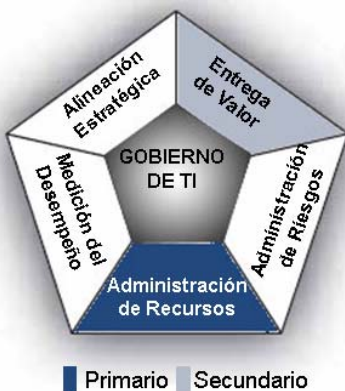 Alineación
Estratégica
Entrega
de Valor
GOBIERNO
DE TI
Medición del
Desempeño
Administración
de Riesgos
Administración
de Recursos
Primario Secundario